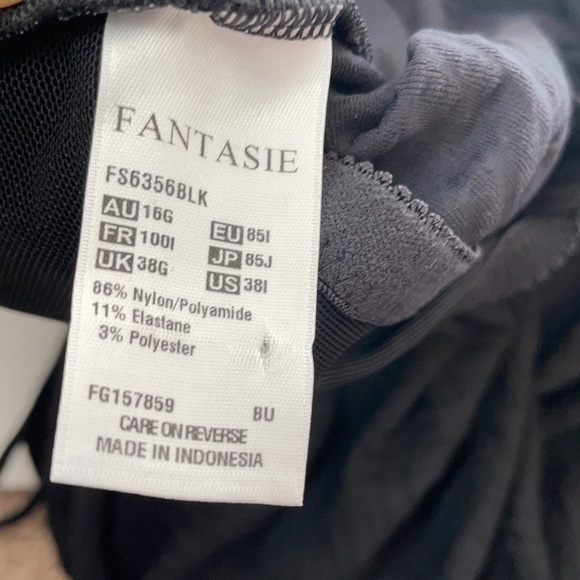 FANTASIE
FS6356BLK
AU 16G
FR 100I EU 85I
UK 38G JP 85J
US 38I
86% Nylon/Polyamide
11% Elastane
3% Polyester
FG157859 BU
CARE ON REVERSE
MADE IN INDONESIA